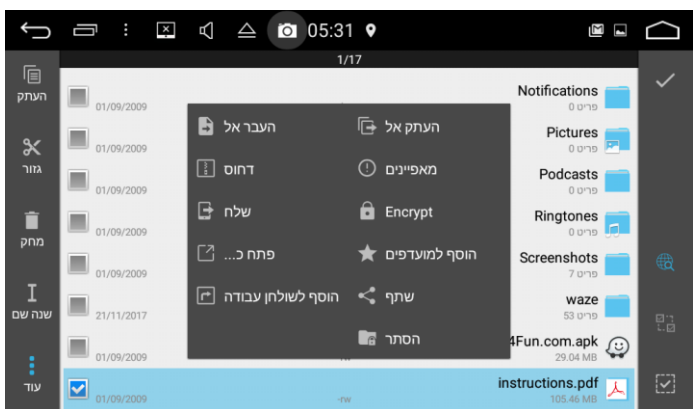 05:31
1/17
העתק
גזור
מחק
שנה שם
עוד
Notifications
0 פריט
01/09/2009
Pictures
0 פריט
01/09/2009
Podcasts
0 פריט
01/09/2009
Ringtones
0 פריט
01/09/2009
Screenshots
7 פריט
01/09/2009
waze
53 פריט
21/11/2017
4Fun.com.apk
29.04 MB
01/09/2009
-rw
instructions.pdf
105.46 MB
01/09/2009
-rw
העתק אל
העבר אל
מאפיינים
דחוס
Encrypt
שלח
הוסף למועדפים
פתח כ...
שתף
הוסף לשולחן עבודה
הסתר